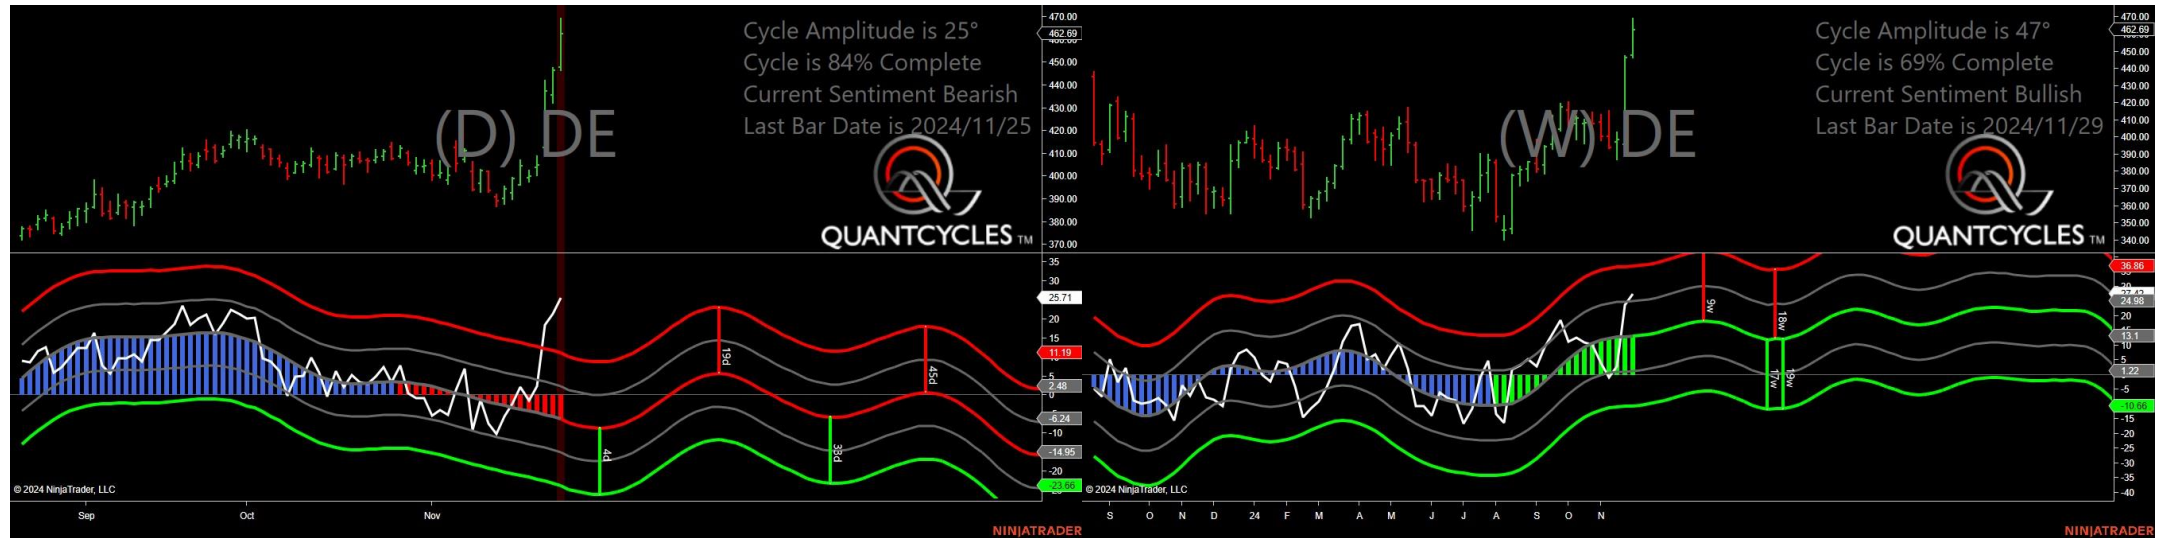 Cycle Amplitude is 25°
Cycle is 84% Complete
Current Sentiment Bearish
Last Bar Date is 2024/11/25
(D) DE
QUANTCYCLES TM
470.00
462.69
450.00
440.00
430.00
420.00
410.00
400.00
390.00
380.00
370.00
35
30
25.71
20
15
11.19
5
2.48
0
-6.24
-10
-14.95
-20
-23.66
4d
19d
33d
45d
© 2024 NinjaTrader, LLC
Sep
Oct
Nov
NINJATRADER
Cycle Amplitude is 47°
Cycle is 69% Complete
Current Sentiment Bullish
Last Bar Date is 2024/11/29
(W) DE
QUANTCYCLES TM
470.00
462.69
450.00
440.00
430.00
420.00
410.00
400.00
390.00
380.00
370.00
360.00
350.00
340.00
36.86
24.98
20
13.1
10
5
1.22
-5
-10.66
-15
-20
-25
-30
-35
-40
9w
18w
17w
19w
© 2024 NinjaTrader, LLC
S
O
N
D
24
F
M
A
M
J
J
A
S
O
N
NINJATRADER